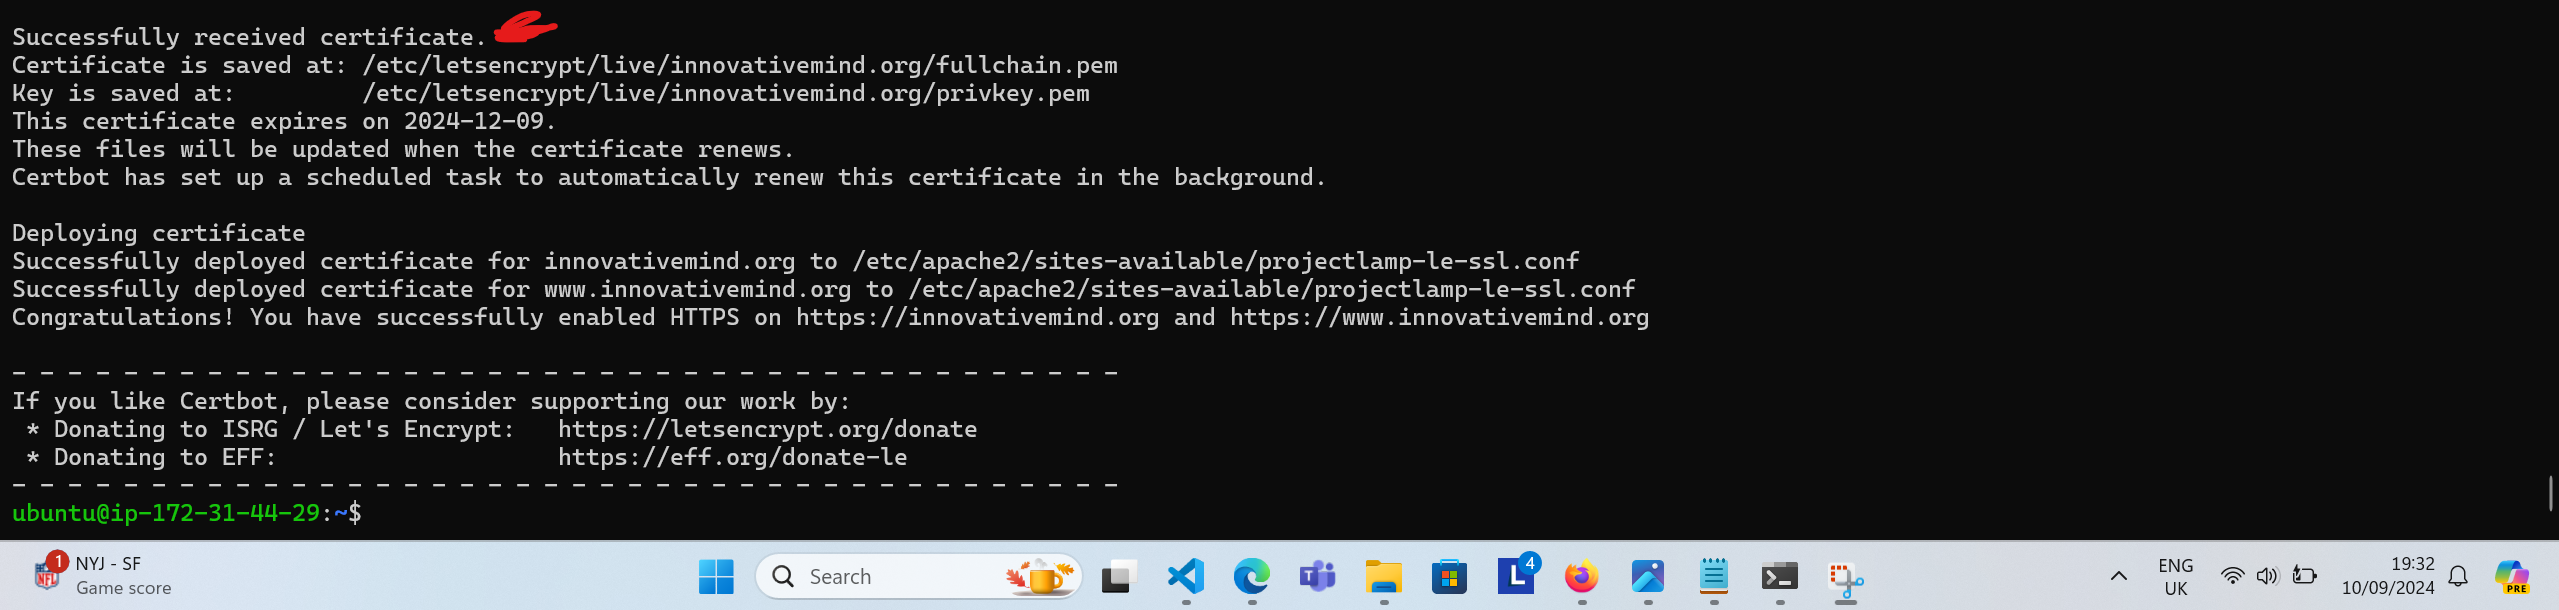 Successfully received certificate.
Certificate is saved at: /etc/letsencrypt/live/innovativemind.org/fullchain.pem
Key is saved at:         /etc/letsencrypt/live/innovativemind.org/privkey.pem
This certificate expires on 2024-12-09.
These files will be updated when the certificate renews.
Certbot has set up a scheduled task to automatically renew this certificate in the background.

Deploying certificate
Successfully deployed certificate for innovativemind.org to /etc/apache2/sites-available/projectlamp-le-ssl.conf
Successfully deployed certificate for www.innovativemind.org to /etc/apache2/sites-available/projectlamp-le-ssl.conf
Congratulations! You have successfully enabled HTTPS on https://innovativemind.org and https://www.innovativemind.org

- - - - - - - - - - - - - - - - - - - - - - - - - - - - - - - - - - - - - - - -
If you like Certbot, please consider supporting our work by:
 * Donating to ISRG / Let's Encrypt:   https://letsencrypt.org/donate
 * Donating to EFF:                    https://eff.org/donate-le
- - - - - - - - - - - - - - - - - - - - - - - - - - - - - - - - - - - - - - - -
ubuntu@ip-172-31-44-29:~$
NFL 1 NYJ - SF
Game score
Search
T
L 4
ENG
UK
19:32
10/09/2024
PRE